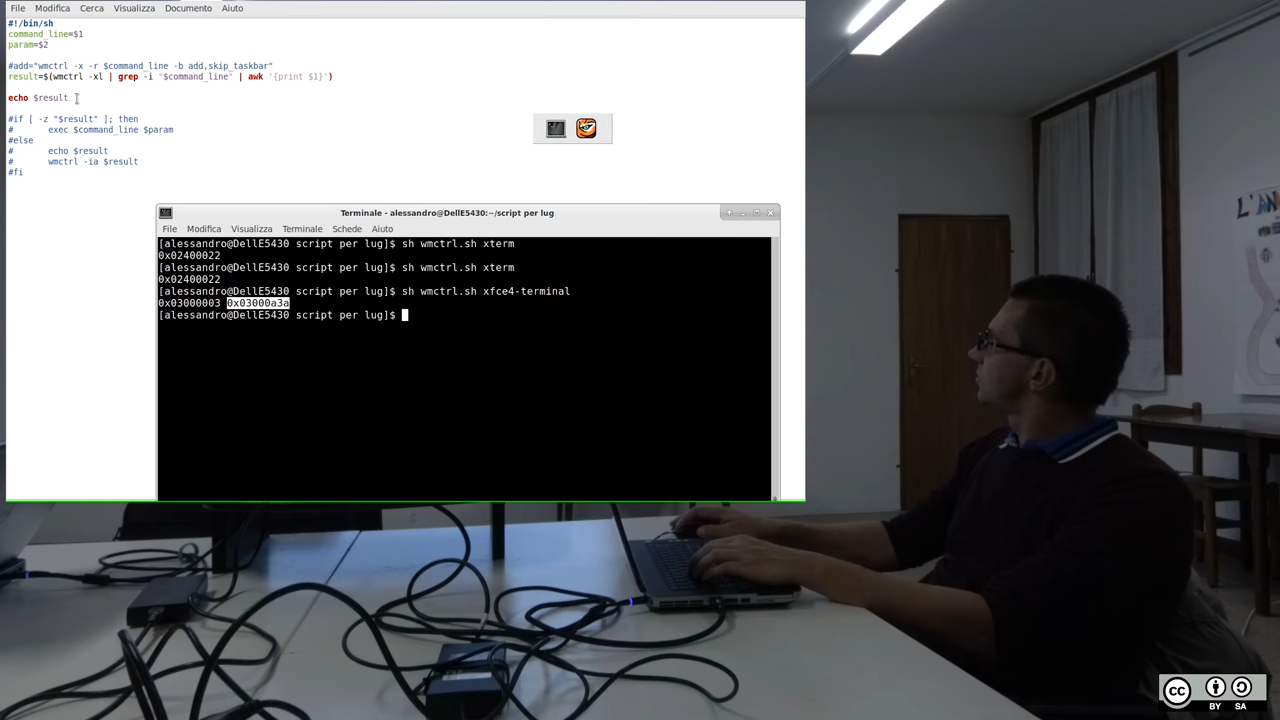 File Modifica Cerca Visualizza Documento Aiuto
#!/bin/sh
command_line=$1
param=$2
#add="wmctrl -x -r $command_line -b add,skip_taskbar"
result=$(wmctrl -xl | grep -i "$command_line" | awk '{print $1}')
echo $result
#if [ -z "$result" ]; then
# exec $command_line $param
#else
# echo $result
# wmctrl -ia $result
#fi
Terminale - alessandro@DellE5430:~/script per lug
File Modifica Visualizza Terminale Schede Aiuto
[alessandro@DellE5430 script per lug]$ sh wmctrl.sh xterm
0x02400022
[alessandro@DellE5430 script per lug]$ sh wmctrl.sh xterm
0x02400022
[alessandro@DellE5430 script per lug]$ sh wmctrl.sh xfce4-terminal
0x03000003 0x03000a3a
[alessandro@DellE5430 script per lug]$
L'AN
cc
BY SA